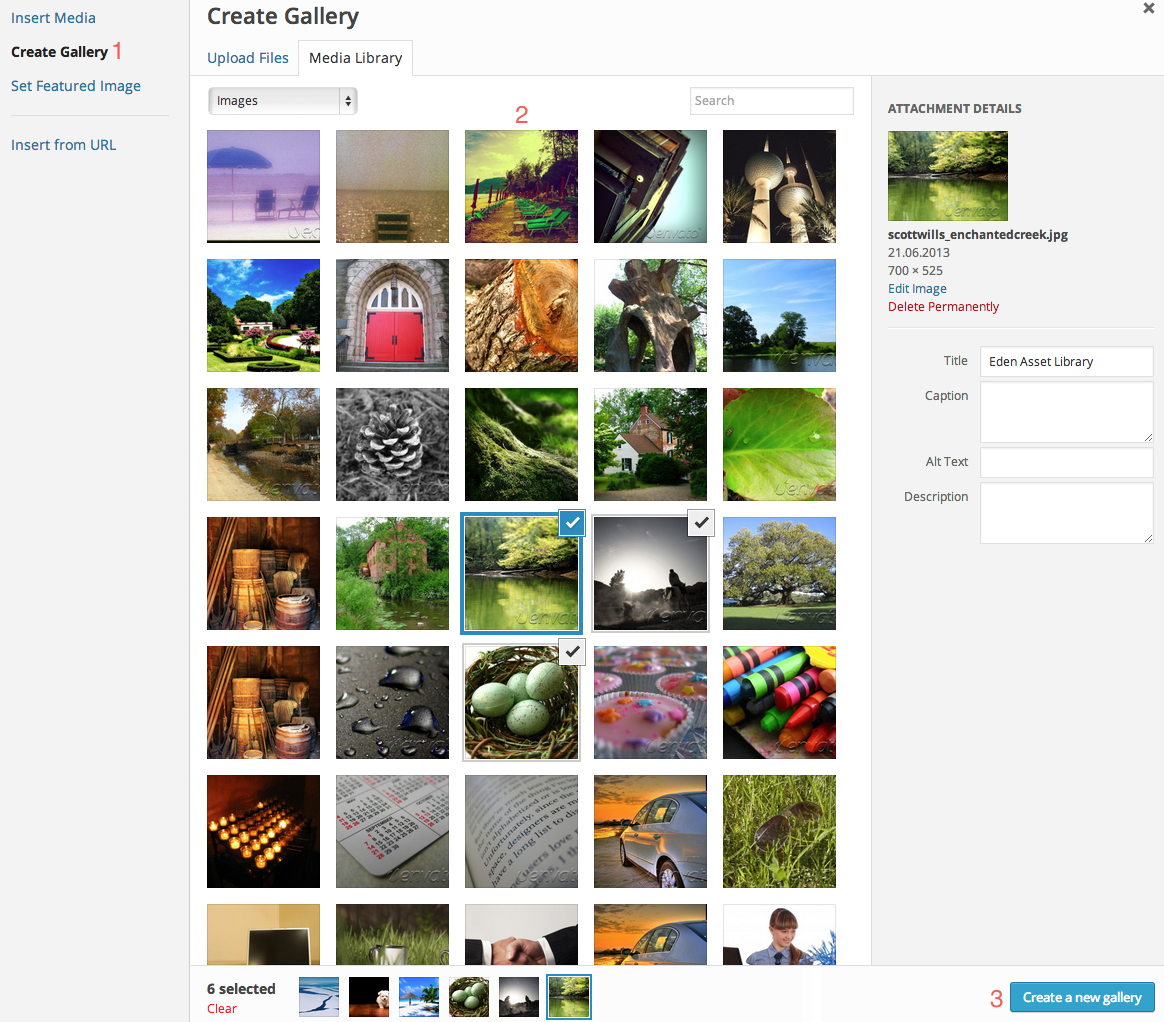 Insert Media
Create Gallery 1
Set Featured Image
Insert from URL
Create Gallery
Upload Files
Media Library
Images
2
Search
6 selected
Clear
ATTACHMENT DETAILS
scottwills_enchantedcreek.jpg
21.06.2013
700 × 525
Edit Image
Delete Permanently
Title
Eden Asset Library
Caption
Alt Text
Description
3
Create a new gallery